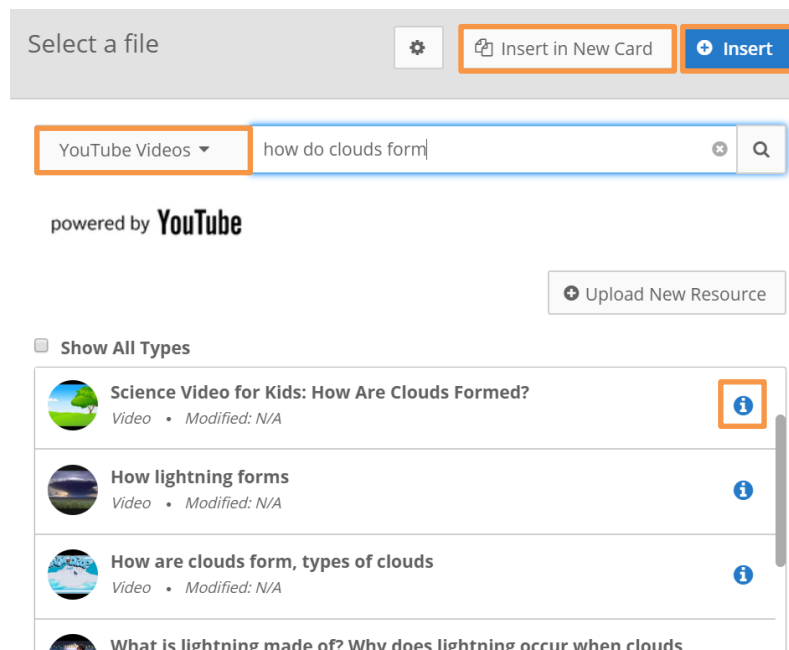 Select a file
Insert in New Card
Insert
YouTube Videos
how do clouds form
powered by YouTube
Upload New Resource
Show All Types
Science Video for Kids: How Are Clouds Formed?
Video • Modified: N/A
How lightning forms
Video • Modified: N/A
How are clouds form, types of clouds
Video • Modified: N/A
What is lightning made of? Why does lightning occur when clouds